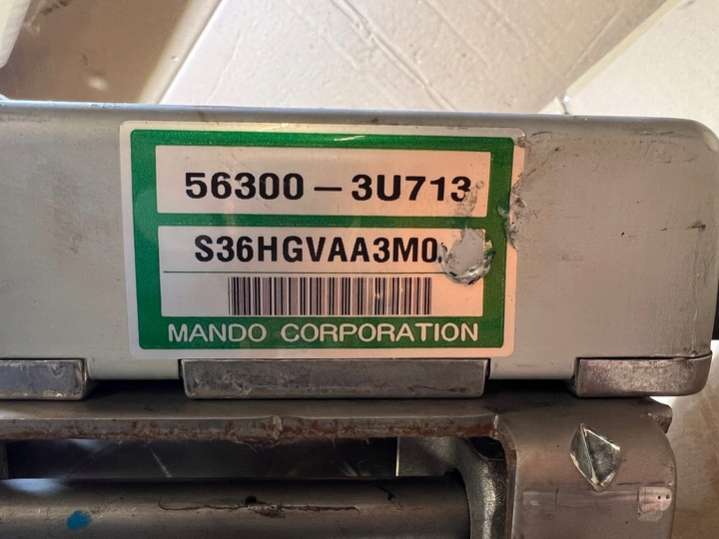 56300 – 3U713
S36HGVAA3M0
MANDO CORPORATION